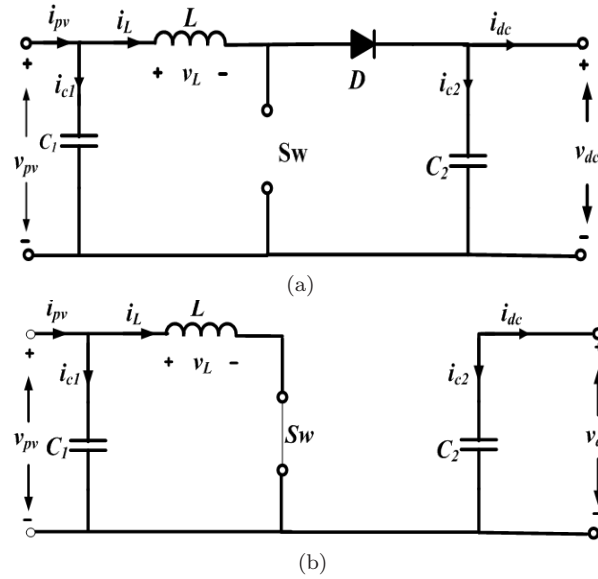 i_pv i_L L
+ + v_L - D i_dc +
i_c1 i_c2
C_1 Sw C_2
v_pv v_dc
- -
(a)
i_pv i_L L i_dc
+ + v_L - +
i_c1 i_c2
v_pv C_1 Sw C_2
- -
(b)